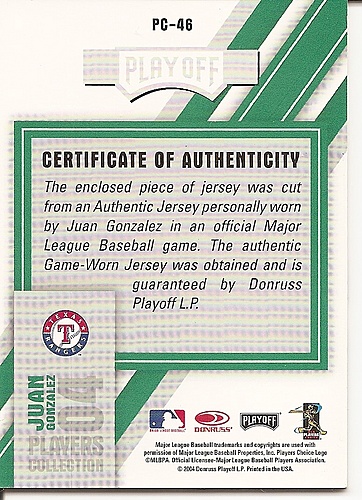 PC-46
PLAYOFF
CERTIFICATE OF AUTHENTICITY
The enclosed piece of jersey was cut
from an Authentic Jersey personally worn
by Juan Gonzalez in an official Major
League Baseball game. The authentic
Game-Worn Jersey was obtained and is
guaranteed by Donruss
Playoff L.P.
TEXAS
T
RANGERS
JUAN
GONZALEZ
04
PLAYERS
COLLECTION
DONRUSS
PLAYOFF
Major League Baseball trademarks and copyrights are used with
permission of Major League Baseball Properties, Inc. Players Choice Logo
©MLBPA. Official Licensee-Major League Baseball Players Association.
© 2004 Donruss Playoff L.P. Printed in the USA.